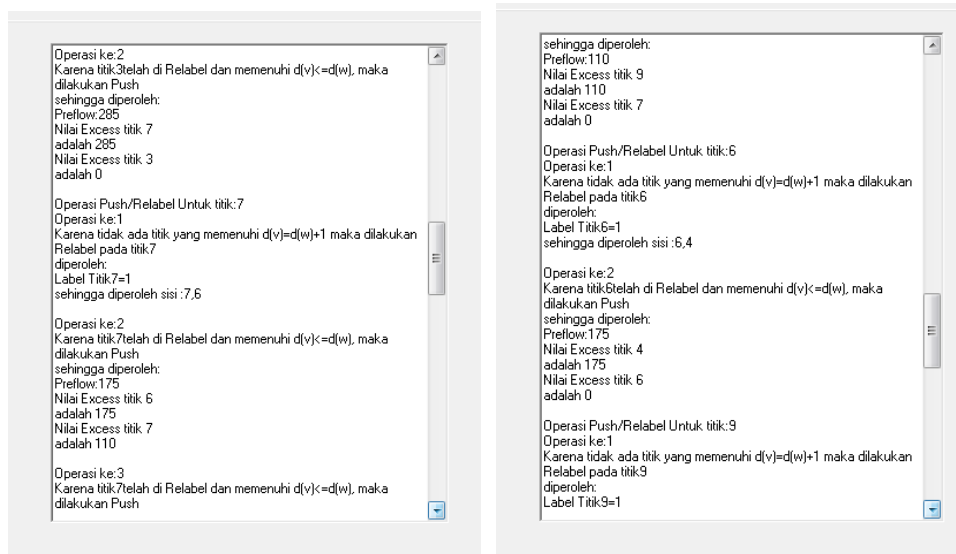 Operasi ke:2
Karena titik3telah di Relabel dan memenuhi d(v)<=d(w), maka
dilakukan Push
sehingga diperoleh:
Preflow:285
Nilai Excess titik 7
adalah 285
Nilai Excess titik 3
adalah 0
Operasi Push/Relabel Untuk titik:7
Operasi ke:1
Karena tidak ada titik yang memenuhi d(v)=d(w)+1 maka dilakukan
Relabel pada titik7
diperoleh:
Label Titik7=1
sehingga diperoleh sisi :7,6
Operasi ke:2
Karena titik7telah di Relabel dan memenuhi d(v)<=d(w), maka
dilakukan Push
sehingga diperoleh:
Preflow:175
Nilai Excess titik 6
adalah 175
Nilai Excess titik 7
adalah 110
Operasi ke:3
Karena titik7telah di Relabel dan memenuhi d(v)<=d(w), maka
dilakukan Push
sehingga diperoleh:
Preflow:110
Nilai Excess titik 9
adalah 110
Nilai Excess titik 7
adalah 0
Operasi Push/Relabel Untuk titik:6
Operasi ke:1
Karena tidak ada titik yang memenuhi d(v)=d(w)+1 maka dilakukan
Relabel pada titik6
diperoleh:
Label Titik6=1
sehingga diperoleh sisi :6,4
Operasi ke:2
Karena titik6telah di Relabel dan memenuhi d(v)<=d(w), maka
dilakukan Push
sehingga diperoleh:
Preflow:175
Nilai Excess titik 4
adalah 175
Nilai Excess titik 6
adalah 0
Operasi Push/Relabel Untuk titik:9
Operasi ke:1
Karena tidak ada titik yang memenuhi d(v)=d(w)+1 maka dilakukan
Relabel pada titik9
diperoleh:
Label Titik9=1